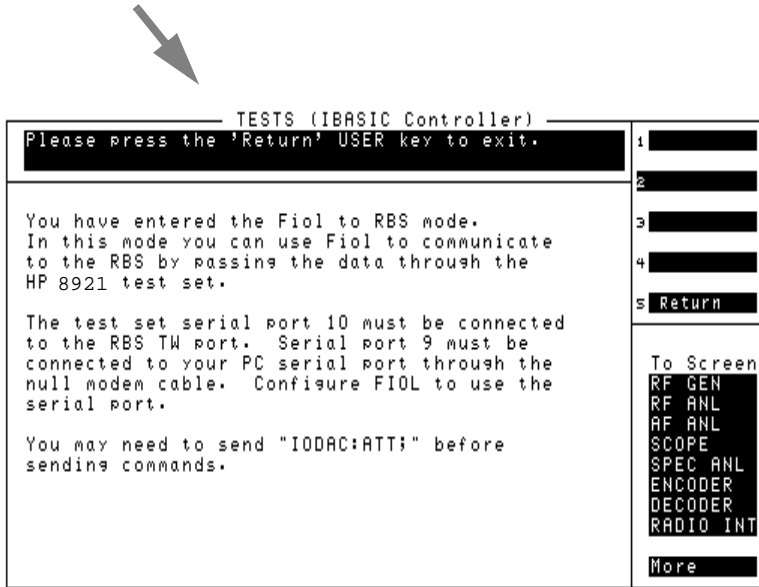 TESTS (IBASIC Controller)
Please press the 'Return' USER key to exit.
You have entered the Fiol to RBS mode.
In this mode you can use Fiol to communicate
to the RBS by passing the data through the
HP 8921 test set.
The test set serial port 10 must be connected
to the RBS TW port.  Serial port 9 must be
connected to your PC serial port through the
null modem cable.  Configure FIOL to use the
serial port.
You may need to send "IODAC:ATT;" before
sending commands.
1
2
3
4
5 Return
To Screen
RF GEN
RF ANL
AF ANL
SCOPE
SPEC ANL
ENCODER
DECODER
RADIO INT
More